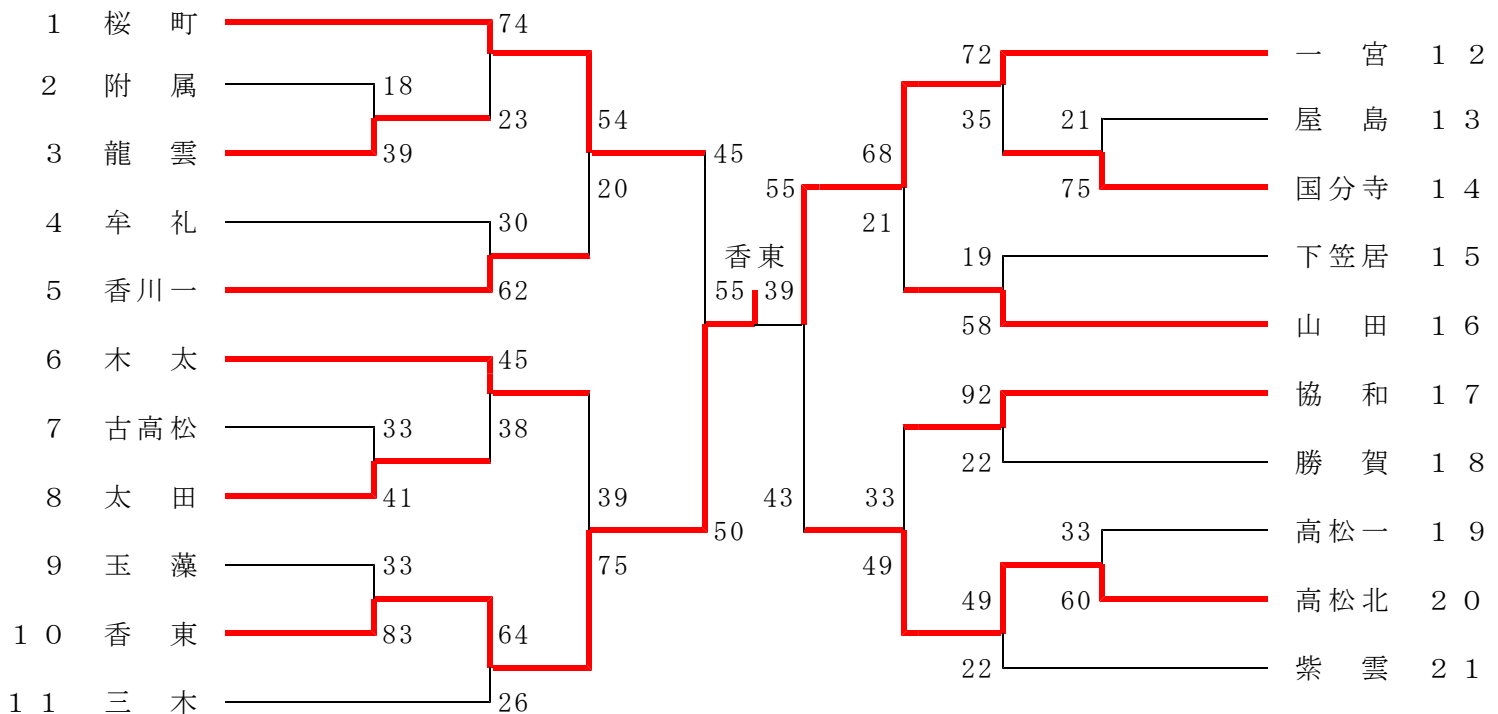 1 桜 町 74
72 一 宮 12
2 附 属 18
23 54
35 21 屋 島 13
3 龍 雲 39
45
68
20
55
75 国分寺 14
4 牟 礼 30
21
香東
19 下笠居 15
5 香川一 62
55 39
58 山 田 16
6 木 太 45
92 協 和 17
7 古高松 33
38
22 勝 賀 18
8 太 田 41
39
50
43
33
33 高松一 19
9 玉 藻 33
75
49
49
60 高松北 20
10 香 東 83
64
22 紫 雲 21
11 三 木 26